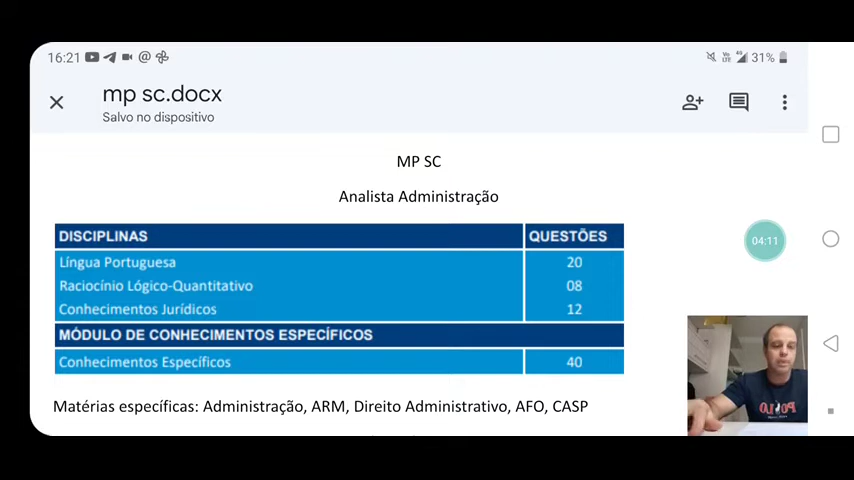 16:21
31%
mp sc.docx
Salvo no dispositivo
MP SC
Analista Administração
DISCIPLINAS QUESTÕES
Língua Portuguesa 20
Raciocínio Lógico-Quantitativo 08
Conhecimentos Jurídicos 12
MÓDULO DE CONHECIMENTOS ESPECÍFICOS
Conhecimentos Específicos 40
Matérias específicas: Administração, ARM, Direito Administrativo, AFO, CASP
04:11